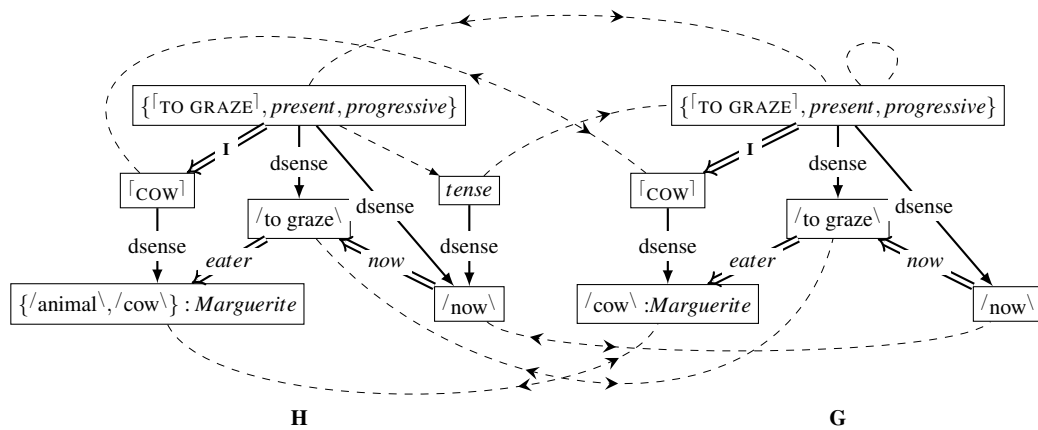 {⌈TO GRAZE⌉, present, progressive} {⌈TO GRAZE⌉, present, progressive}
I I
dsense dsense
⌈COW⌉ tense ⌈COW⌉
/to graze\ dsense /to graze\ dsense
dsense dsense dsense
eater now eater now
{/animal\, /cow\} : Marguerite /now\ /cow\ :Marguerite /now\
H G